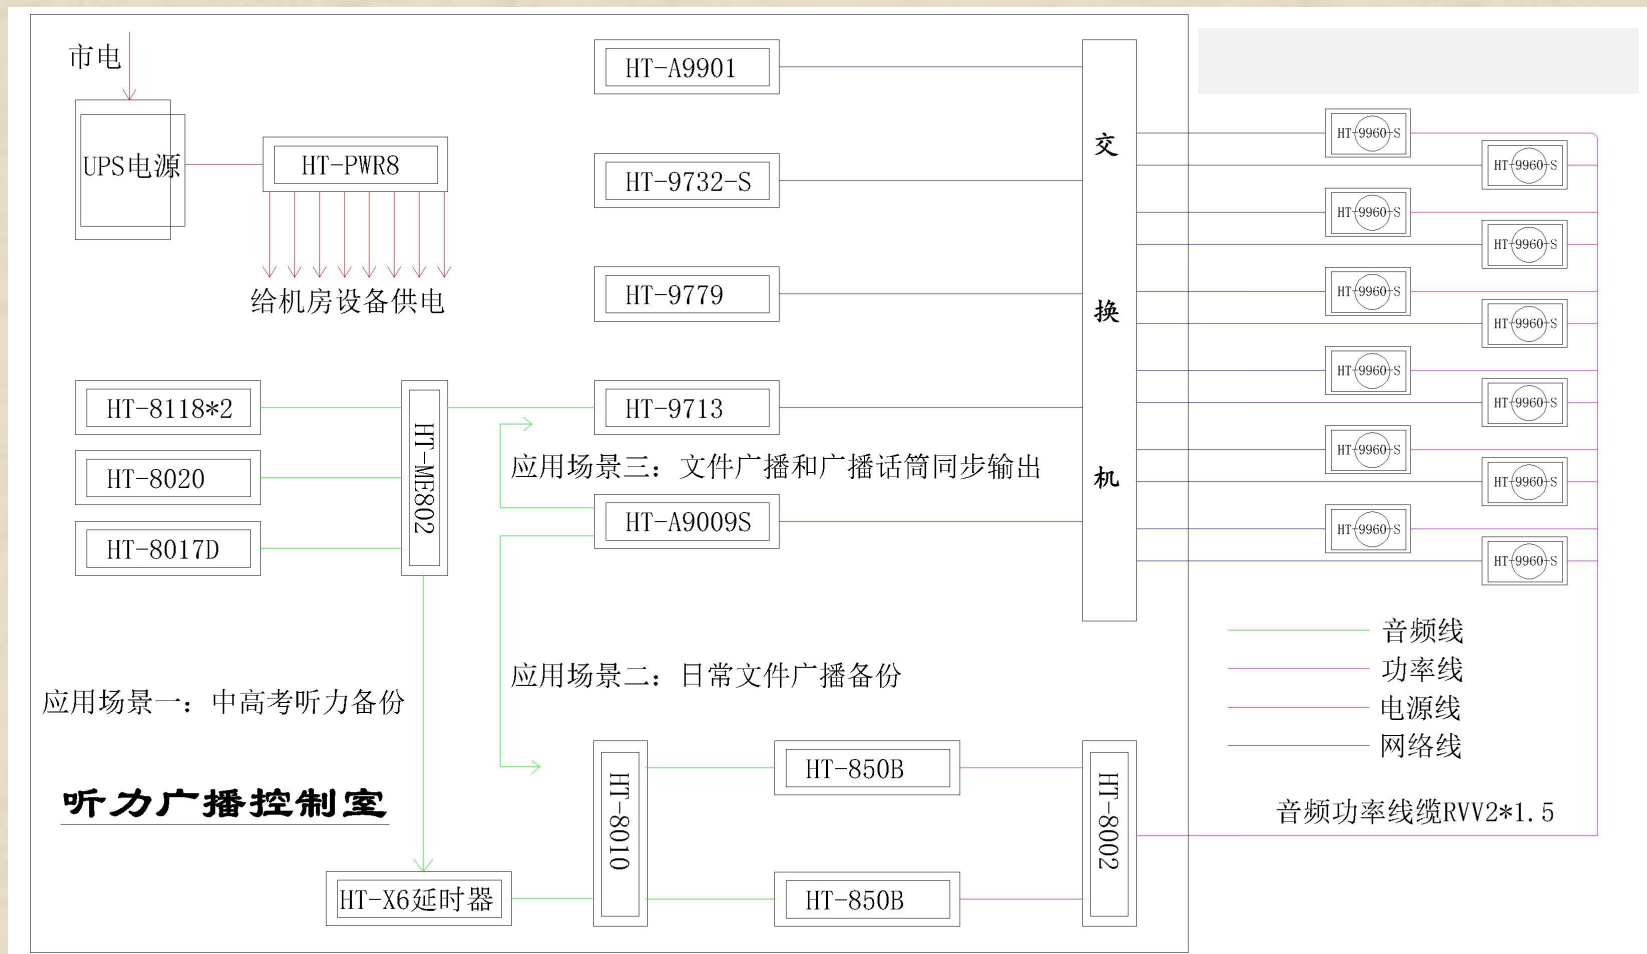 市电
UPS电源
HT-PWR8
给机房设备供电
HT-A9901
HT-9732-S
HT-9779
HT-8118*2
HT-8020
HT-8017D
HT-ME802
HT-9713
应用场景三：文件广播和广播话筒同步输出
HT-A9009S
交
换
机
HT-9960-S
HT-9960-S
HT-9960-S
HT-9960-S
HT-9960-S
HT-9960-S
HT-9960-S
HT-9960-S
HT-9960-S
HT-9960-S
HT-9960-S
HT-9960-S
音频线
功率线
电源线
网络线
应用场景一：中高考听力备份
应用场景二：日常文件广播备份
听力广播控制室
HT-X6延时器
HT-8010
HT-850B
HT-850B
HT-8002
音频功率线缆RVV2*1.5